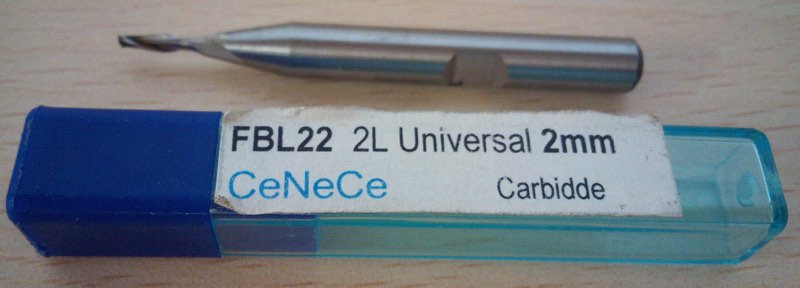 FBL22 2L Universal 2mm
CeNeCe Carbidde